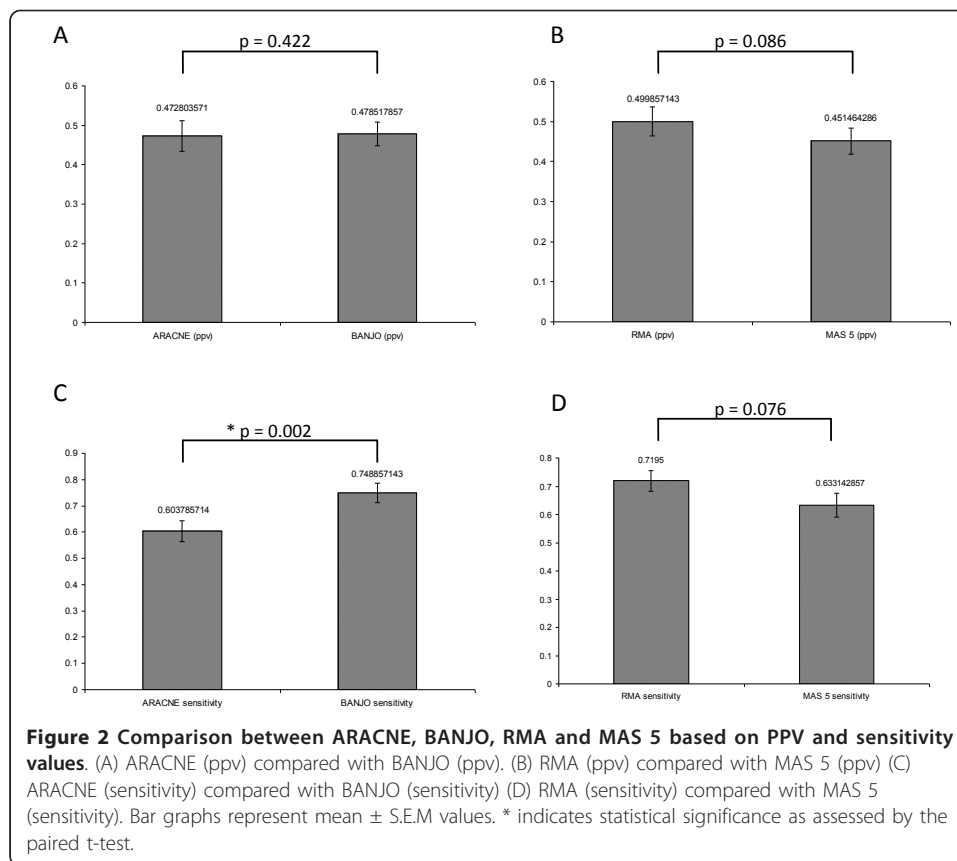 A
p = 0.422
0.6
0.5
0.4
0.3
0.2
0.1
0
0.472803571
0.478517857
ARACNE (ppv)
BANJO (ppv)
B
p = 0.086
0.6
0.5
0.4
0.3
0.2
0.1
0
0.499857143
0.451464286
RMA (ppv)
MAS 5 (ppv)
C
* p = 0.002
0.9
0.8
0.7
0.6
0.5
0.4
0.3
0.2
0.1
0
0.603785714
0.748857143
ARACNE sensitivity
BANJO sensitivity
D
p = 0.076
0.8
0.7
0.6
0.5
0.4
0.3
0.2
0.1
0
0.7195
0.633142857
RMA sensitivity
MAS 5 sensitivity
Figure 2 Comparison between ARACNE, BANJO, RMA and MAS 5 based on PPV and sensitivity
values. (A) ARACNE (ppv) compared with BANJO (ppv). (B) RMA (ppv) compared with MAS 5 (ppv) (C)
ARACNE (sensitivity) compared with BANJO (sensitivity) (D) RMA (sensitivity) compared with MAS 5
(sensitivity). Bar graphs represent mean ± S.E.M values. * indicates statistical significance as assessed by the
paired t-test.